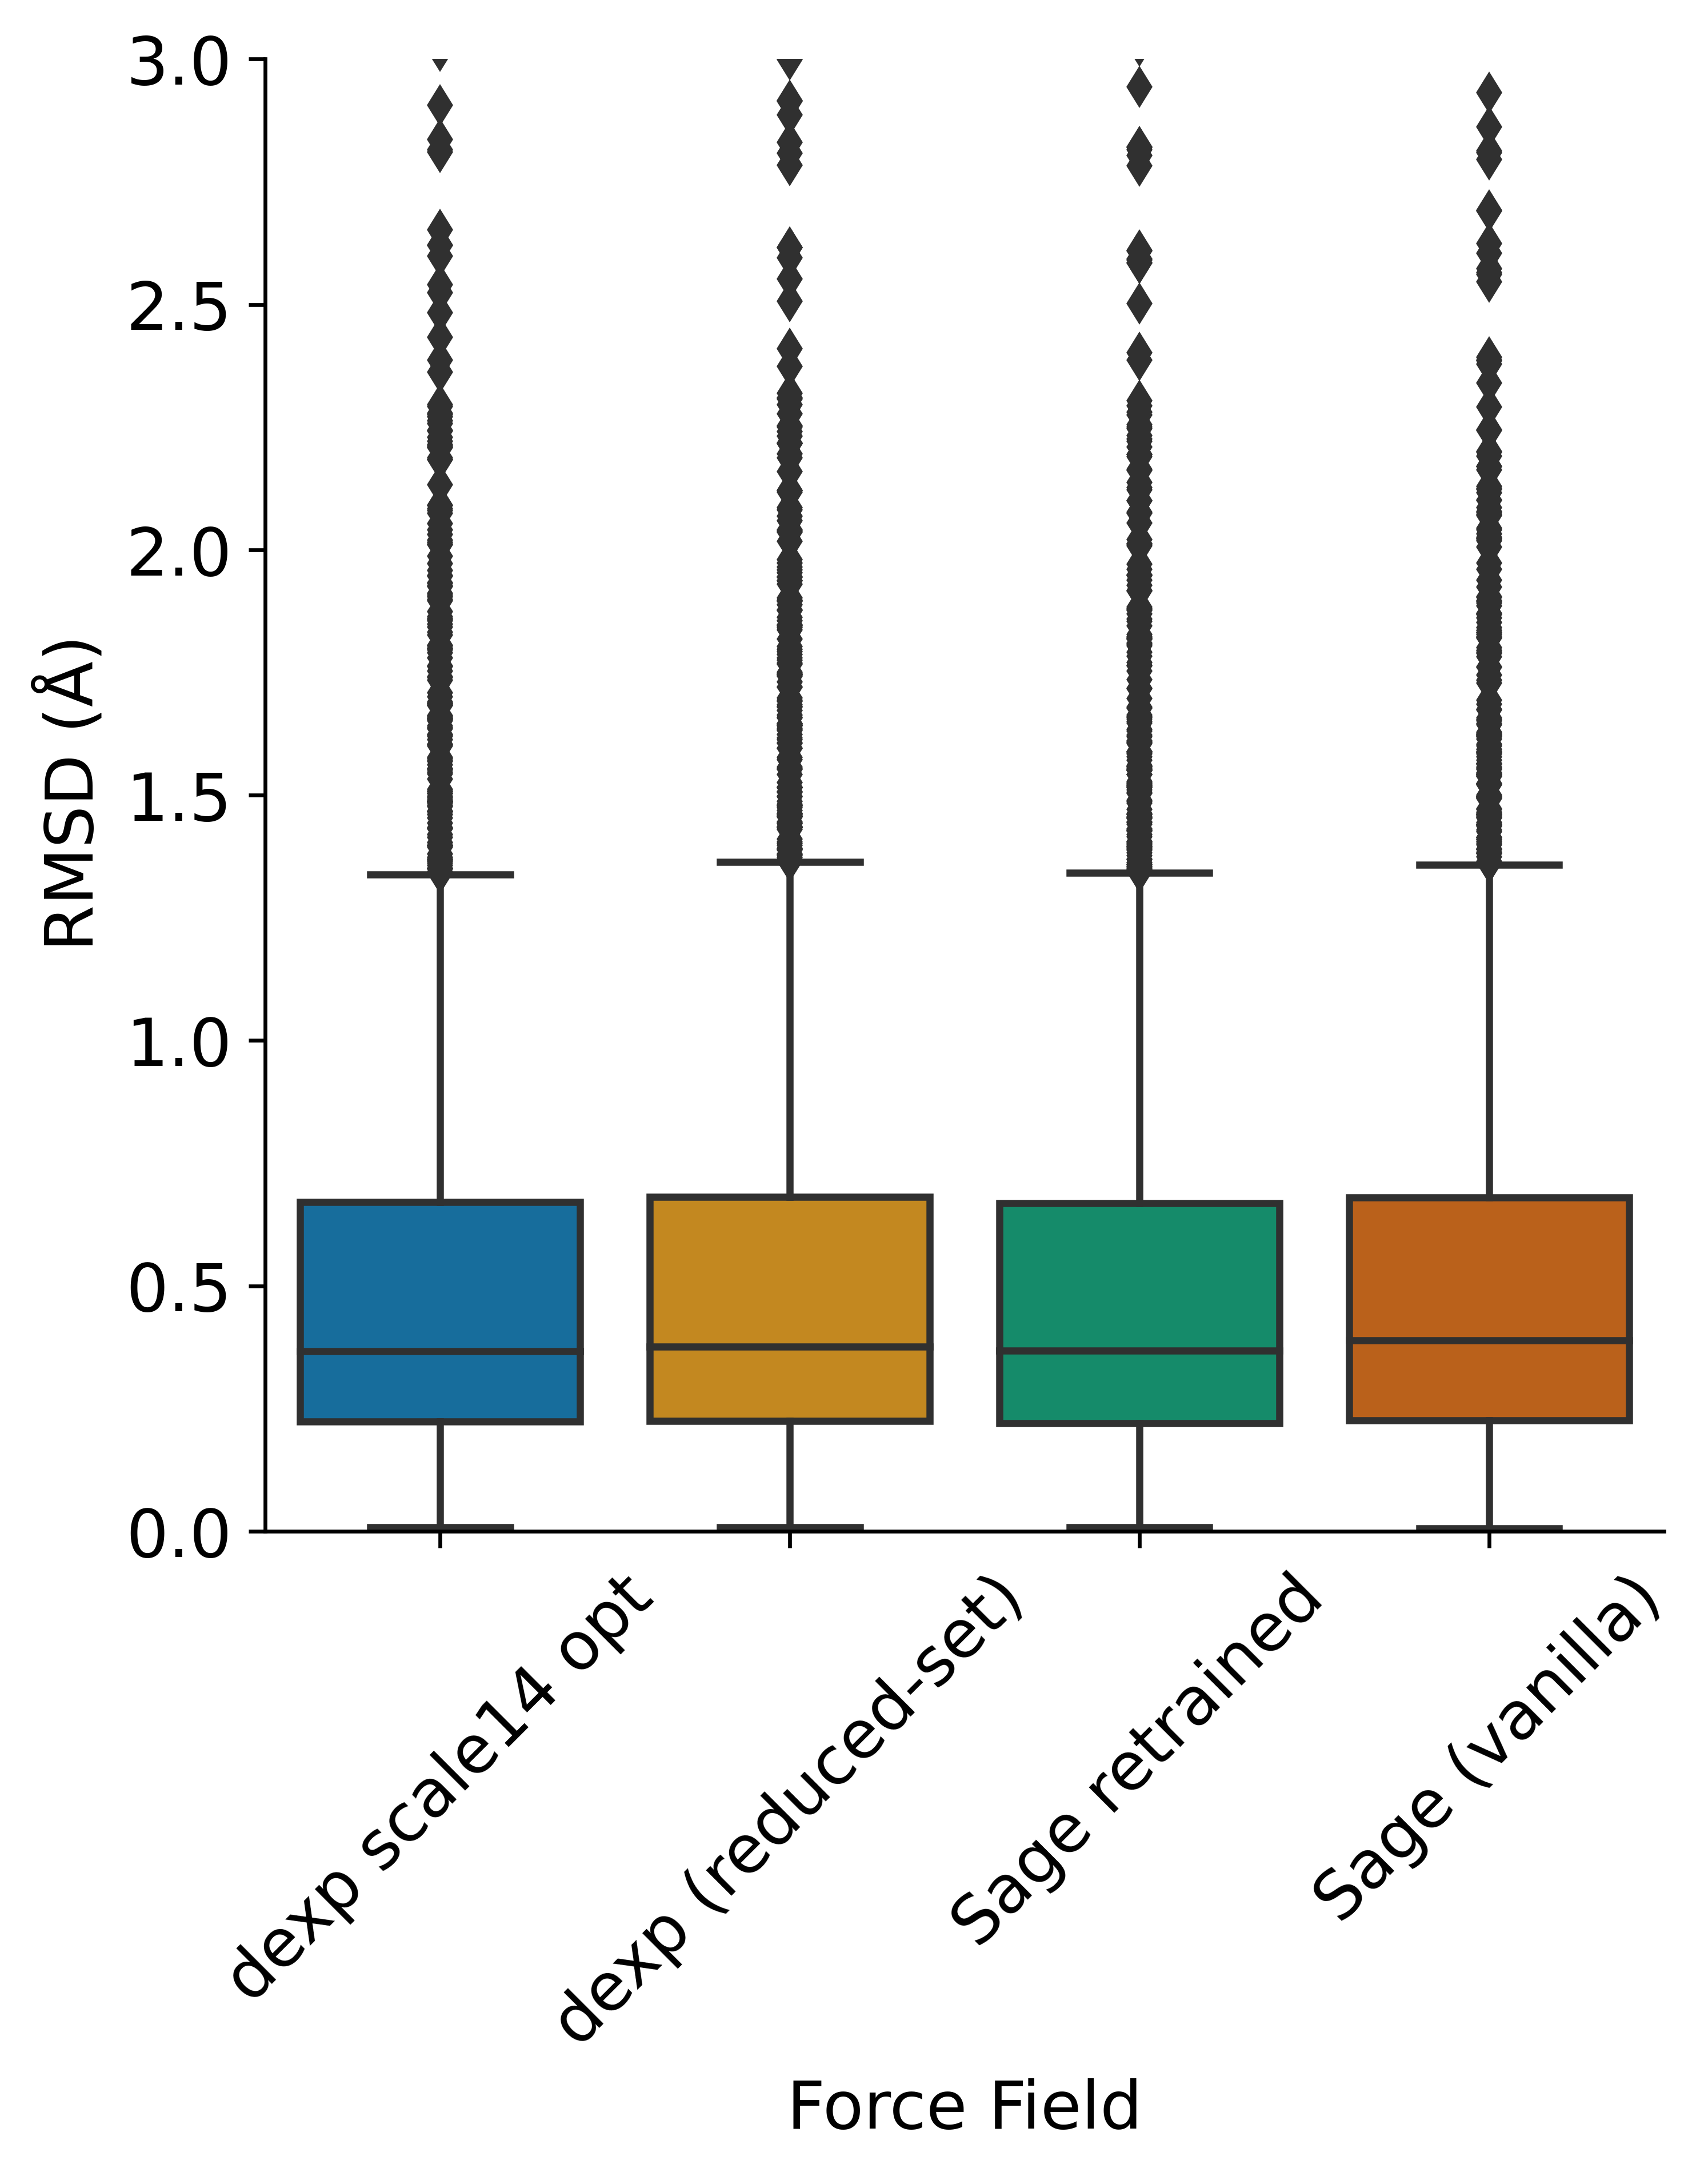 3.0
2.5
2.0
1.5
1.0
0.5
0.0
RMSD (Å)
dexp scale14 opt
dexp (reduced-set)
Sage retrained
Sage (vanilla)
Force Field